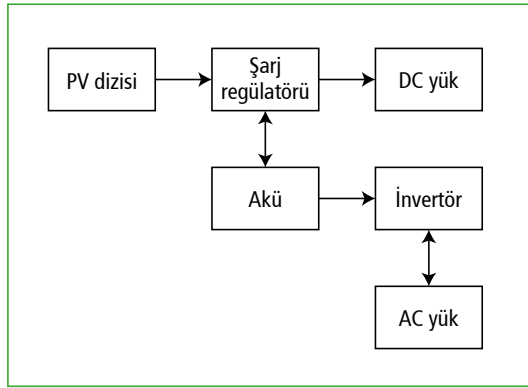 PV dizisi
Şarj
regülatörü
DC yük
Akü
İnvertör
AC yük